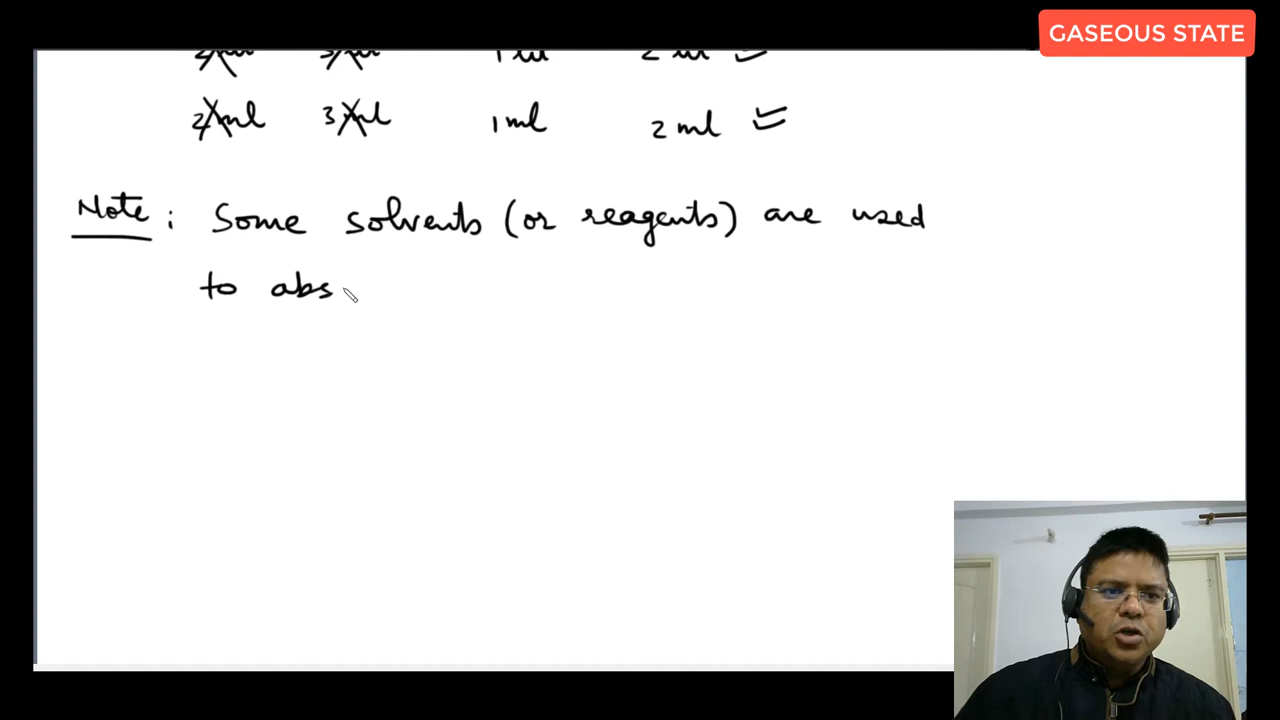 GASEOUS STATE
2ml 3ml 1ml 2ml
Note: Some solvents (or reagents) are used
to abs